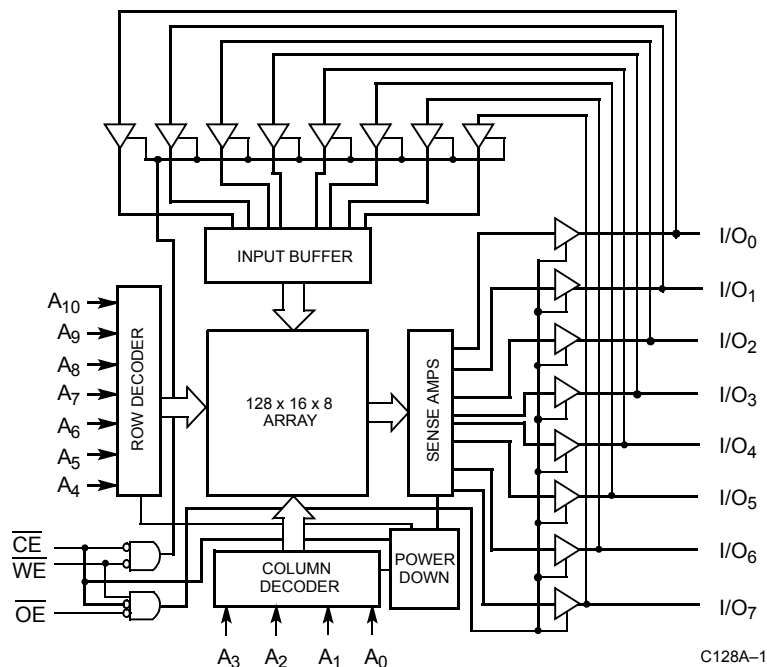 INPUT BUFFER
I/O0
I/O1
I/O2
I/O3
I/O4
I/O5
I/O6
I/O7
A10
A9
A8
A7
A6
A5
A4
ROW DECODER
128 x 16 x 8
ARRAY
SENSE AMPS
CE
WE
OE
COLUMN
DECODER
POWER
DOWN
A3
A2
A1
A0
C128A–1